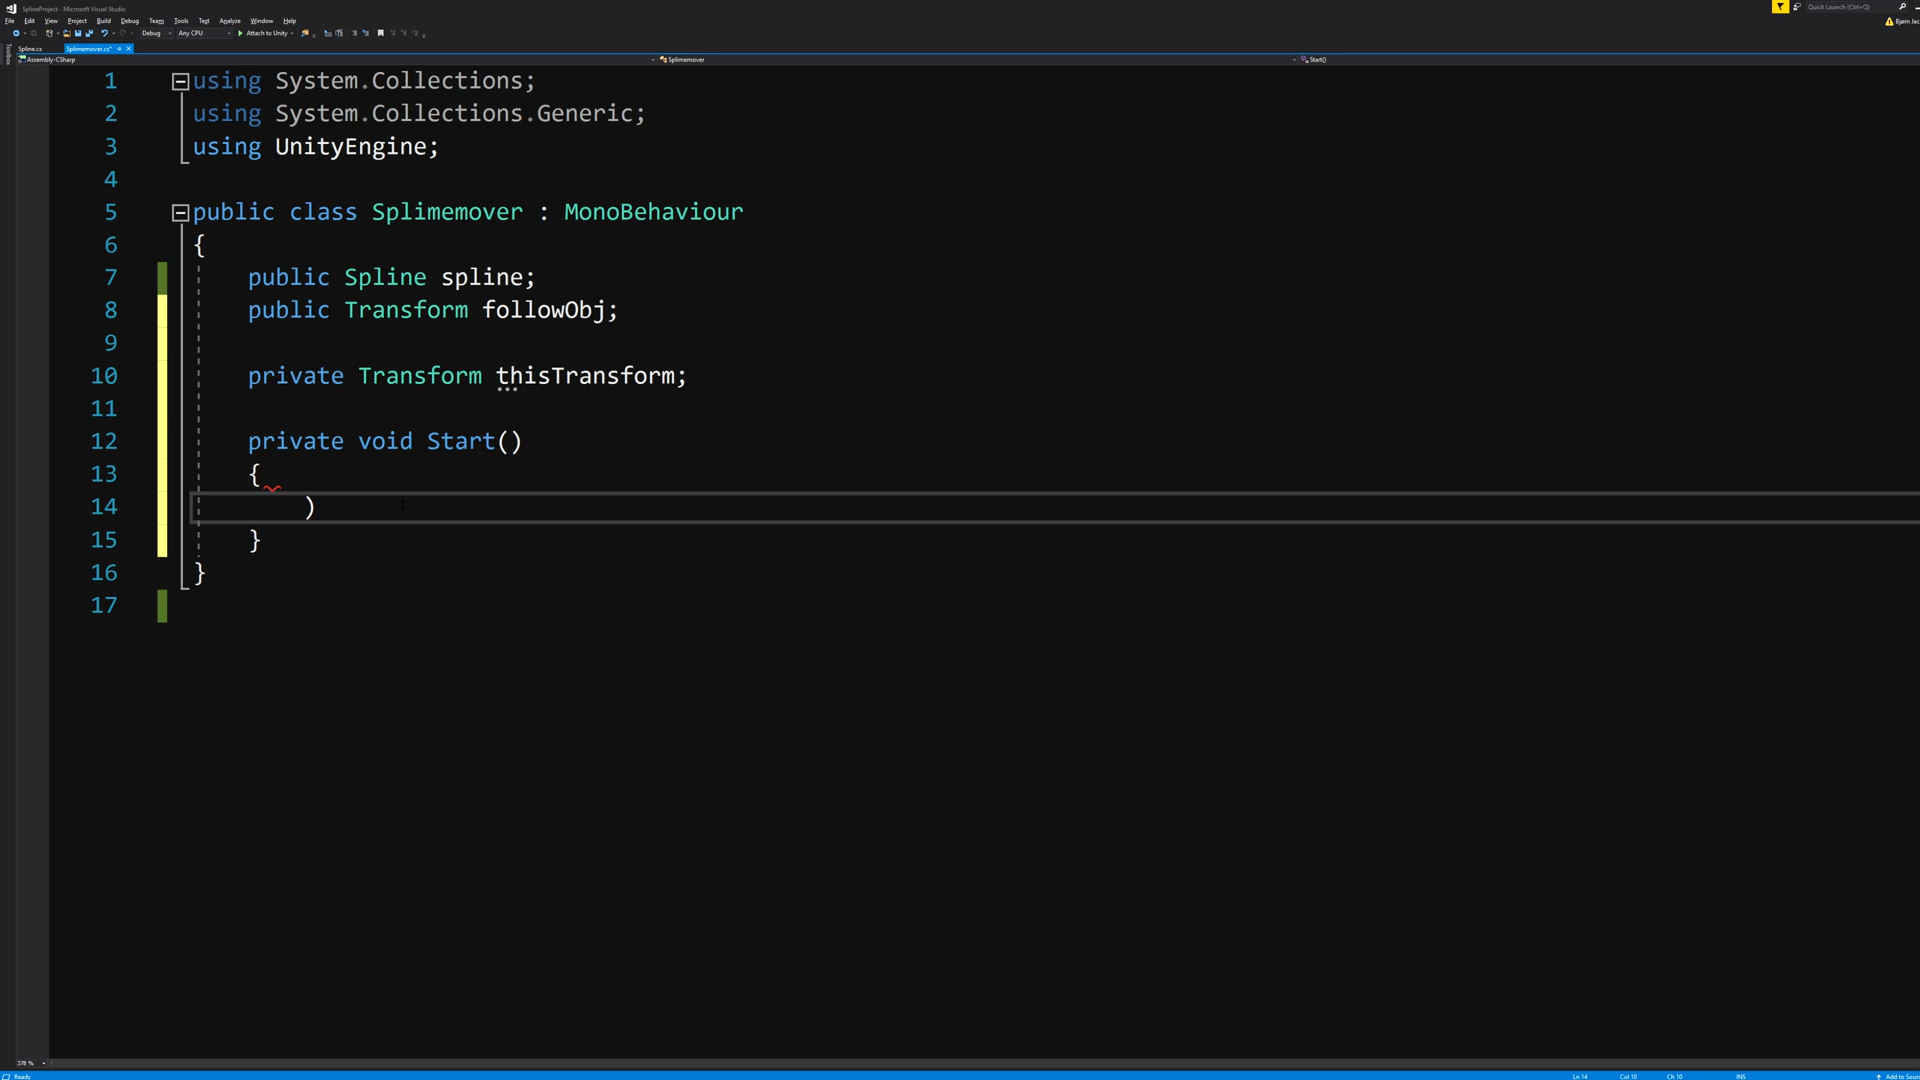 SplineProject - Microsoft Visual Studio
Quick Launch (Ctrl+Q)
File Edit View Project Build Debug Team Tools Test Analyze Window Help
Debug Any CPU Attach to Unity
Bjørn Jac
Toolbox
Spline.cs Splimemover.cs*
Assembly-CSharp Splimemover Start()
1 using System.Collections;
2 using System.Collections.Generic;
3 using UnityEngine;
4
5 public class Splimemover : MonoBehaviour
6 {
7 public Spline spline;
8 public Transform followObj;
9
10 private Transform thisTransform;
11
12 private void Start()
13 {
14 )
15 }
16 }
17
378 %
Ready Ln 14 Col 10 Ch 10 INS Add to Sour